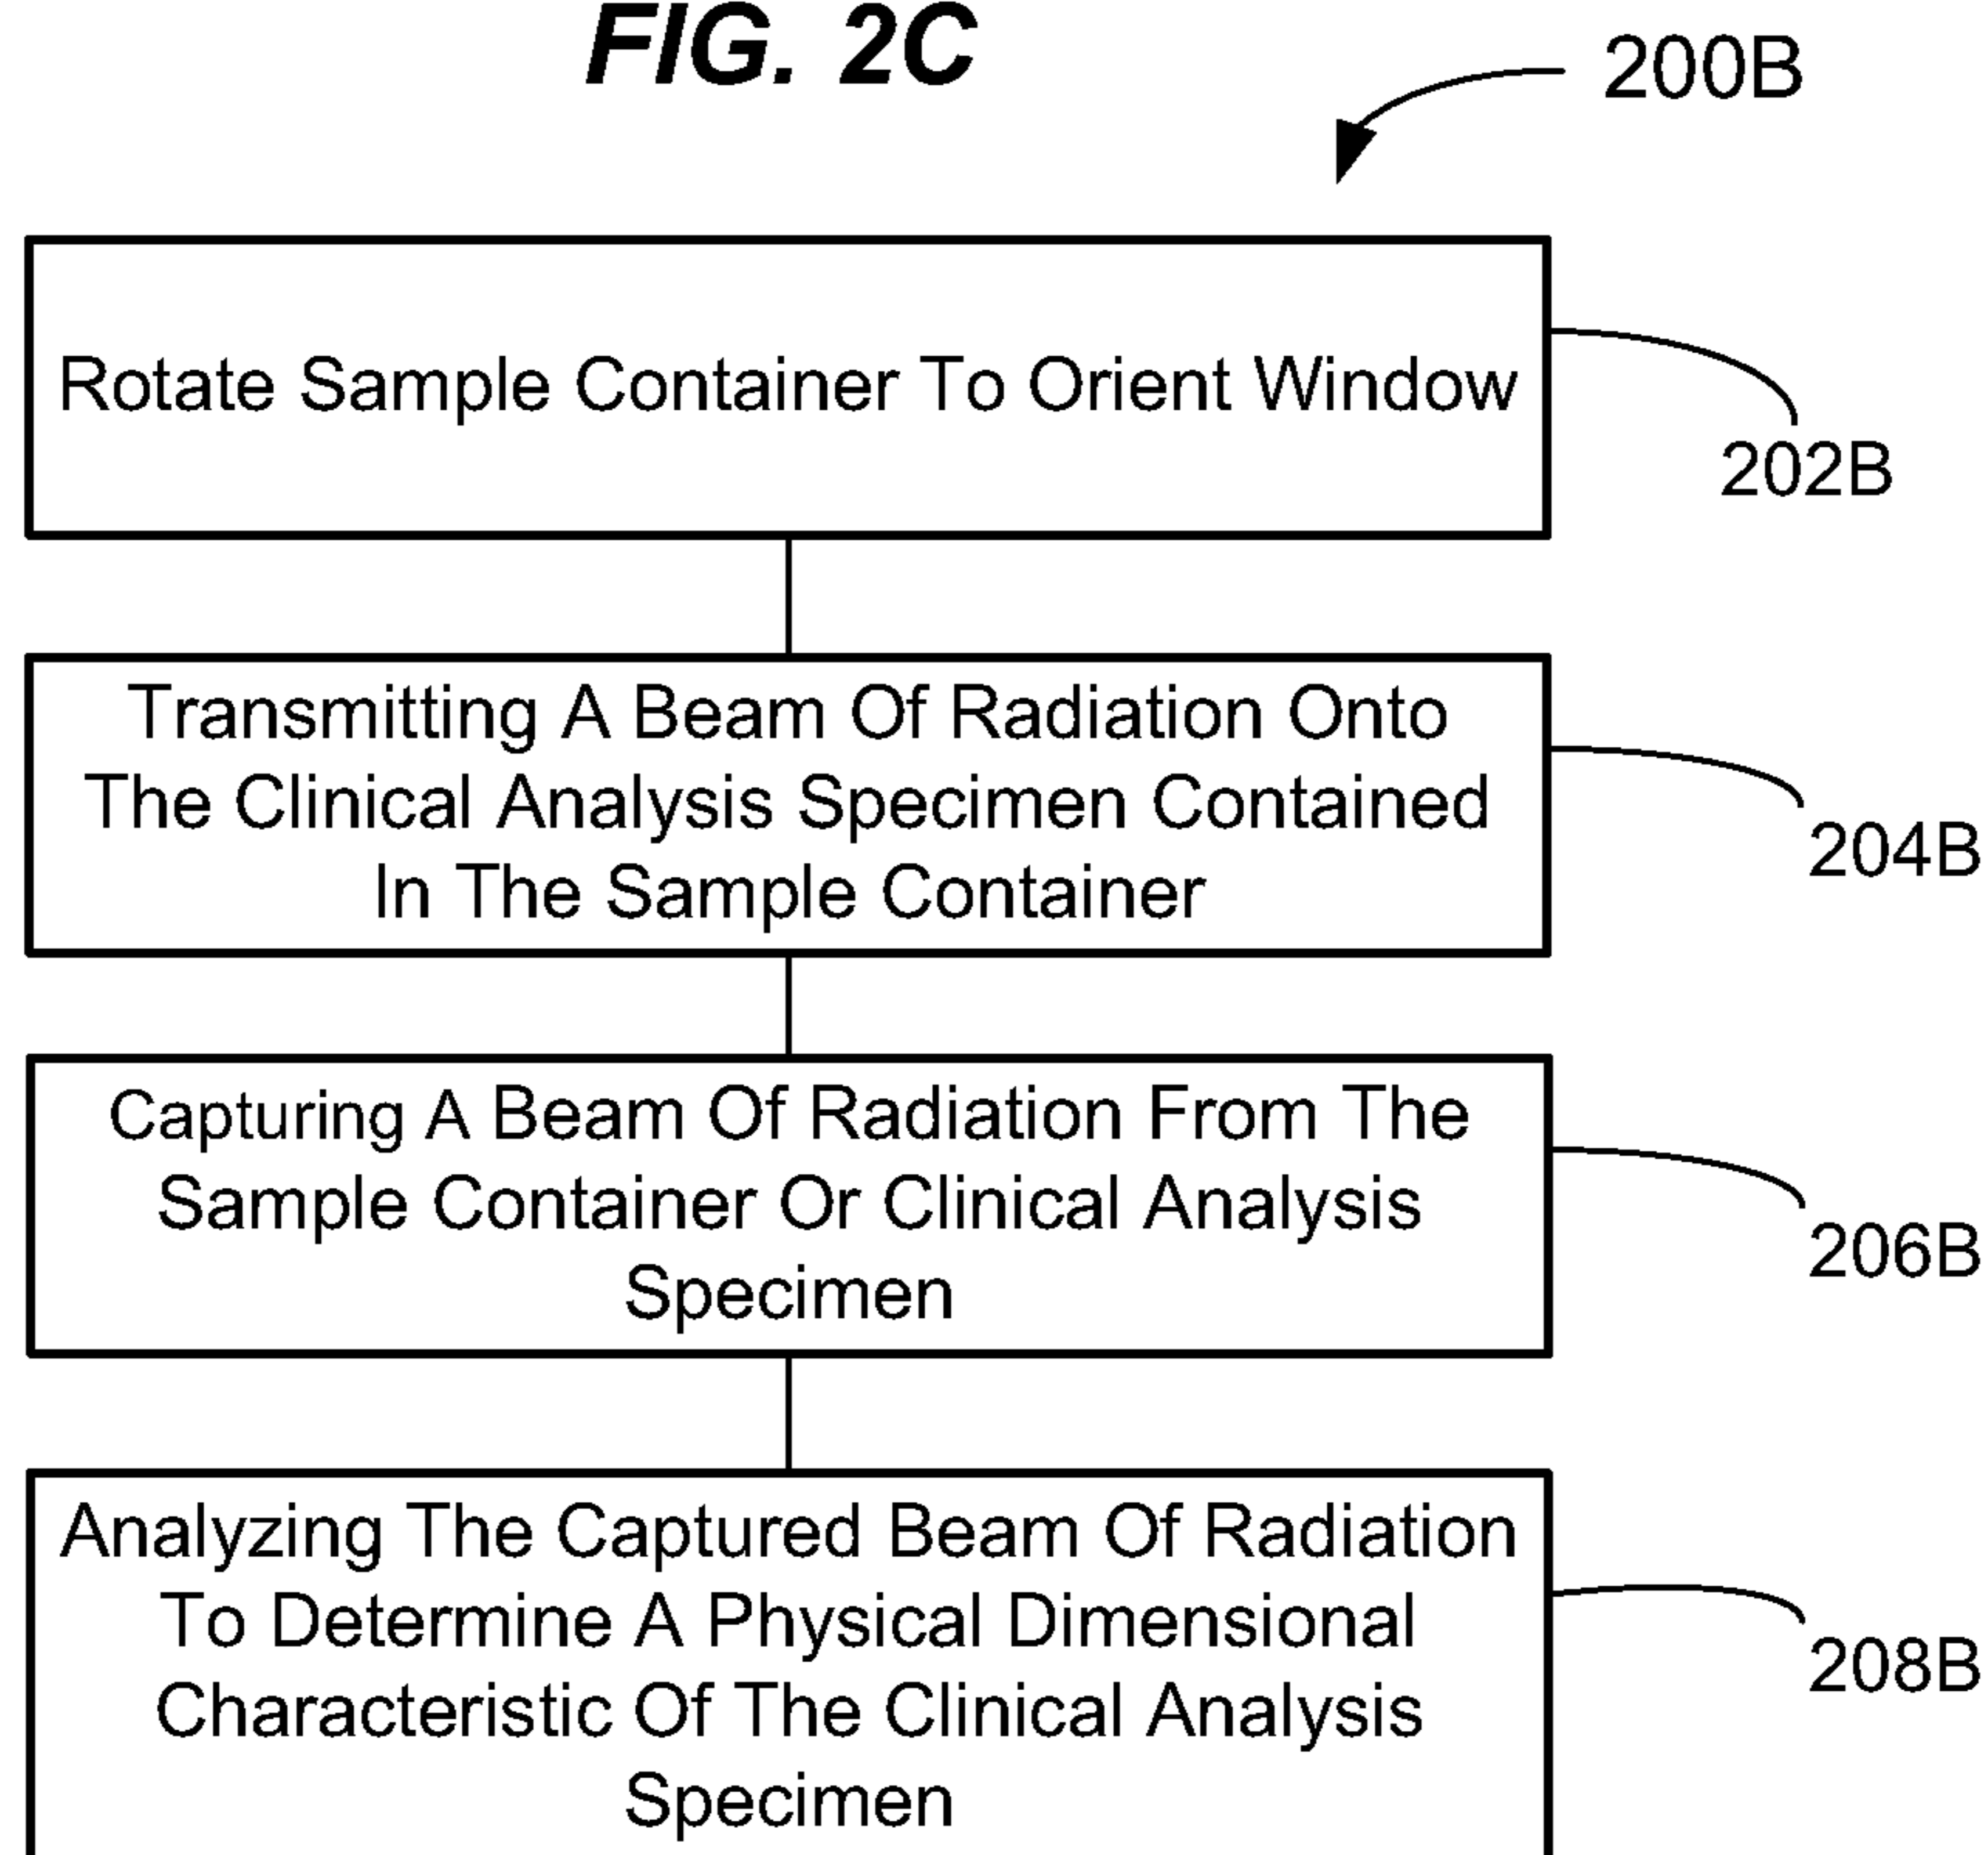 FIG. 2C
200B
Rotate Sample Container To Orient Window
202B
Transmitting A Beam Of Radiation Onto
The Clinical Analysis Specimen Contained
In The Sample Container
204B
Capturing A Beam Of Radiation From The
Sample Container Or Clinical Analysis
Specimen
206B
Analyzing The Captured Beam Of Radiation
To Determine A Physical Dimensional
Characteristic Of The Clinical Analysis
Specimen
208B